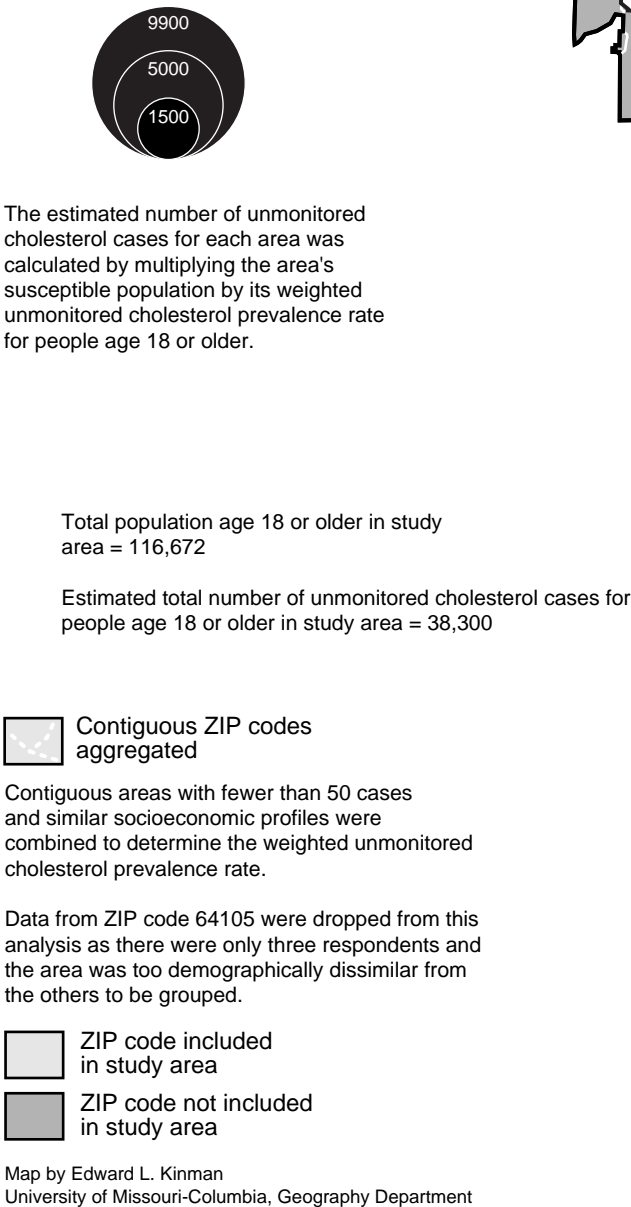 9900
5000
1500
The estimated number of unmonitored
cholesterol cases for each area was
calculated by multiplying the area's
susceptible population by its weighted
unmonitored cholesterol prevalence rate
for people age 18 or older.
Total population age 18 or older in study
area = 116,672
Estimated total number of unmonitored cholesterol cases for
people age 18 or older in study area = 38,300
Contiguous ZIP codes
aggregated
Contiguous areas with fewer than 50 cases
and similar socioeconomic profiles were
combined to determine the weighted unmonitored
cholesterol prevalence rate.
Data from ZIP code 64105 were dropped from this
analysis as there were only three respondents and
the area was too demographically dissimilar from
the others to be grouped.
ZIP code included
in study area
ZIP code not included
in study area
Map by Edward L. Kinman
University of Missouri-Columbia, Geography Department